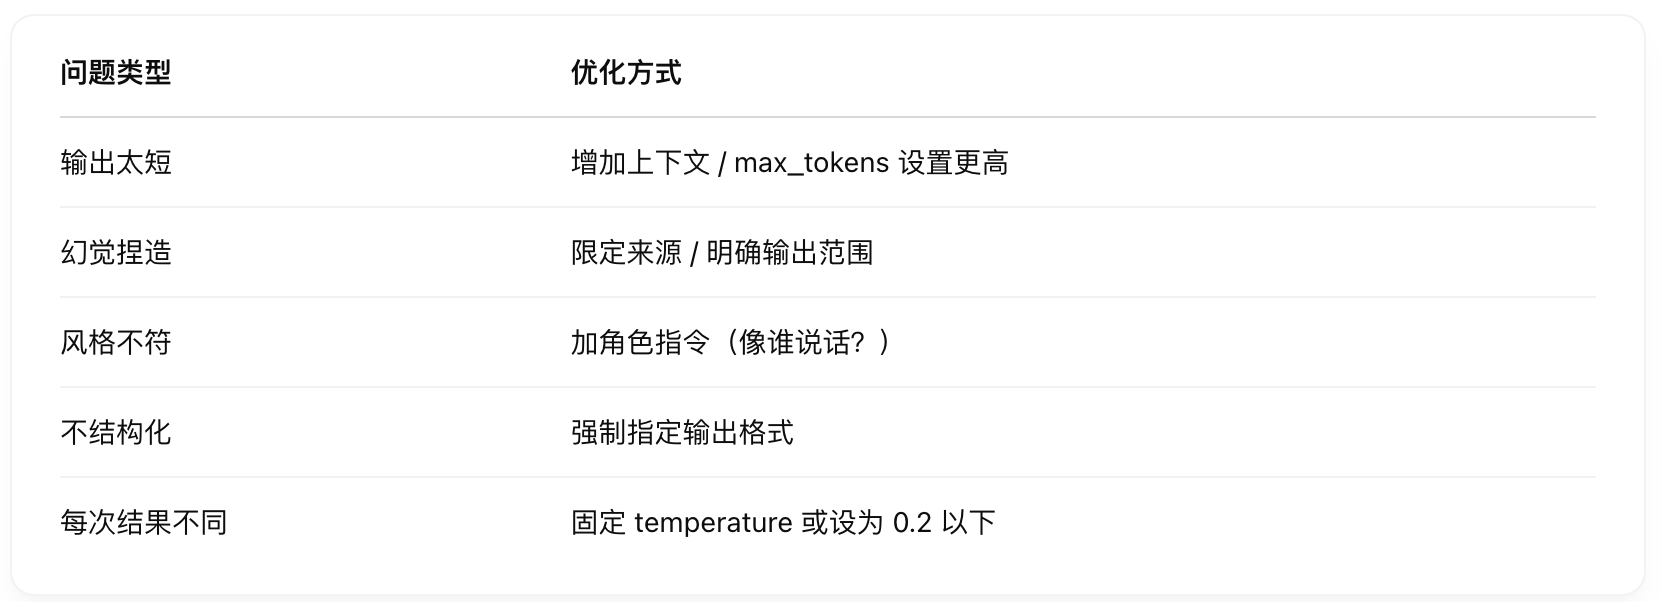 问题类型 优化方式
输出太短 增加上下文 / max_tokens 设置更高
幻觉捏造 限定来源 / 明确输出范围
风格不符 加角色指令（像谁说话？）
不结构化 强制指定输出格式
每次结果不同 固定 temperature 或设为 0.2 以下